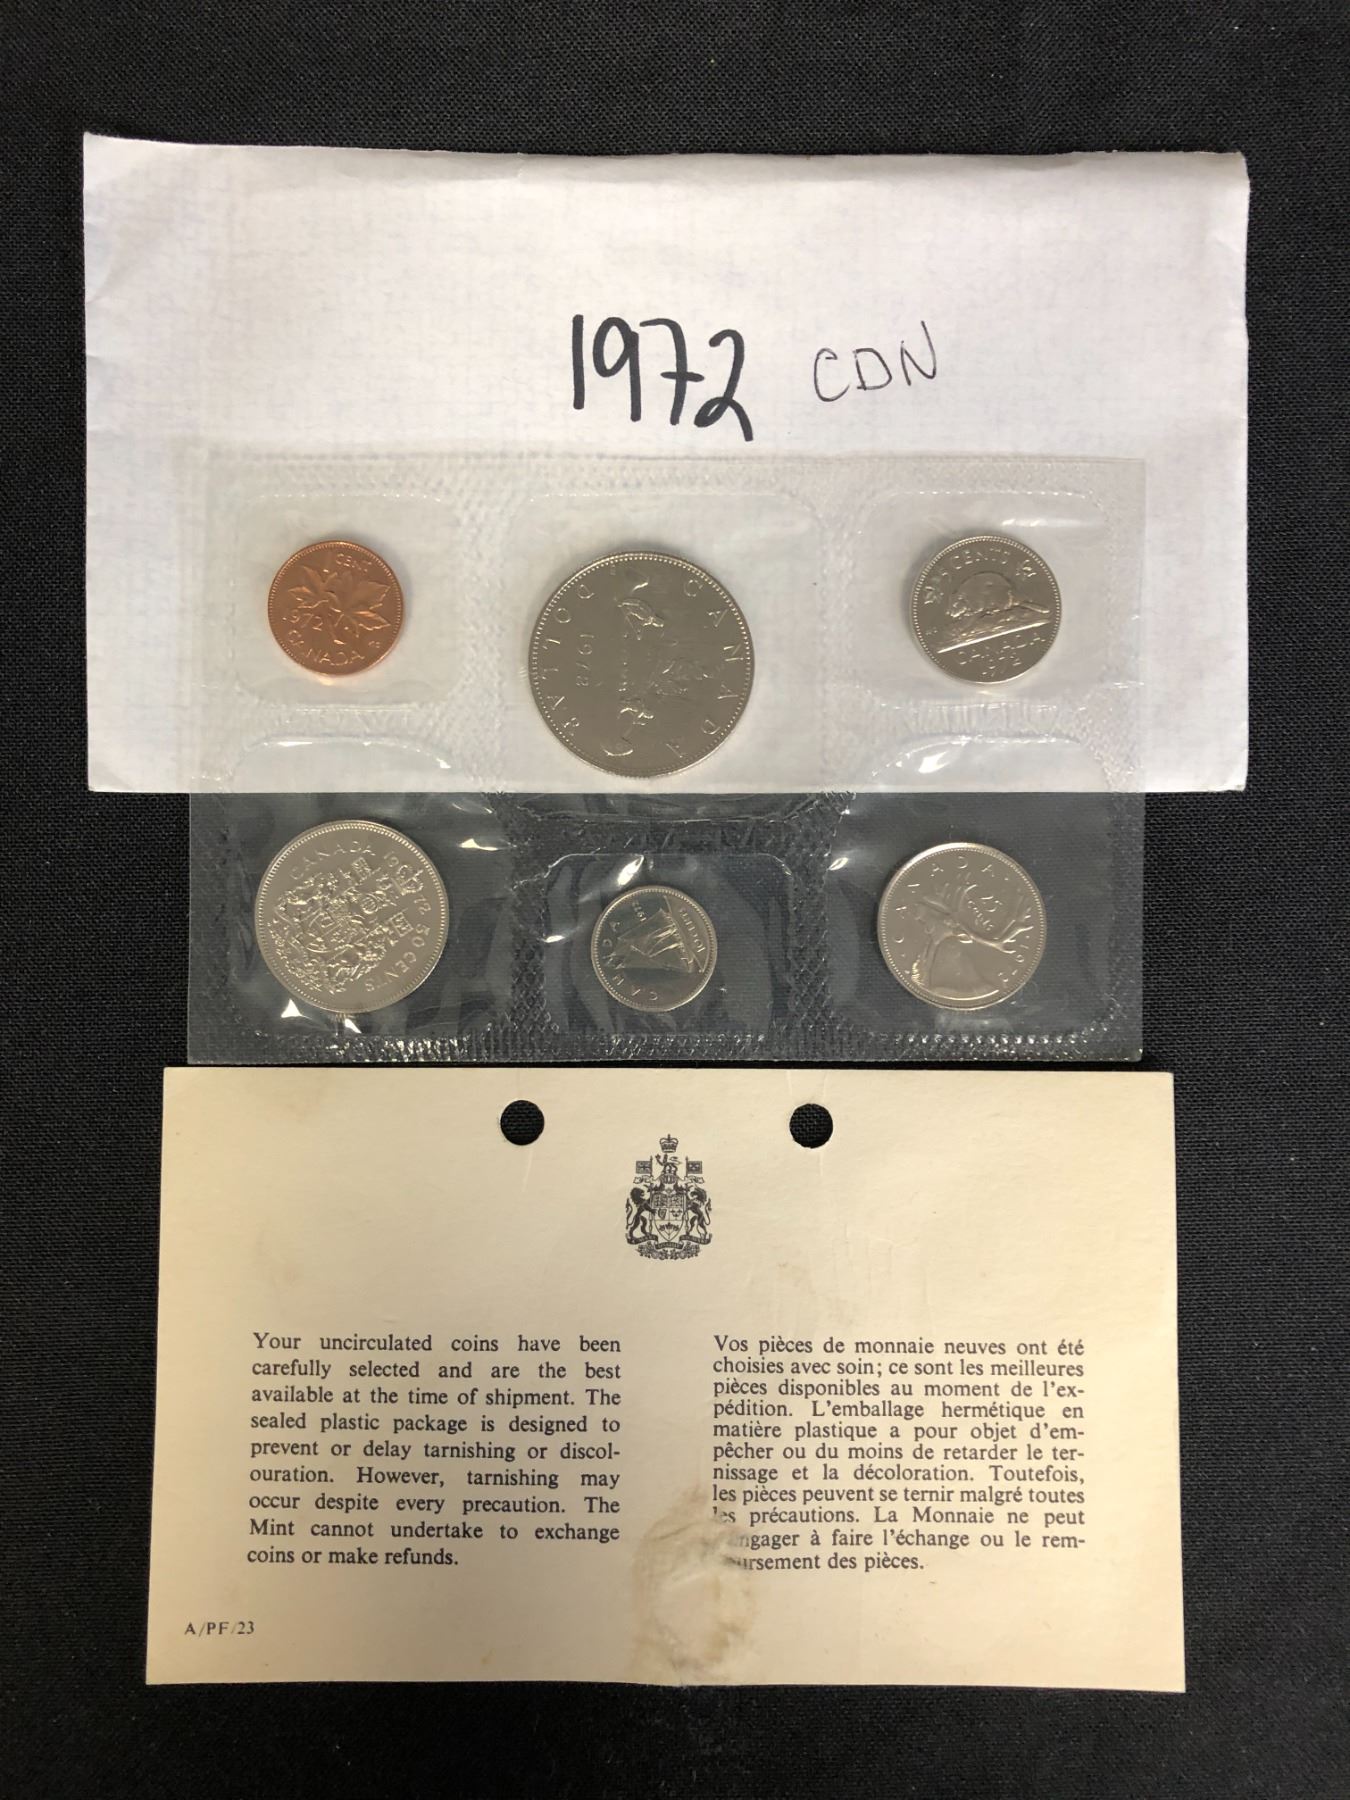 1972 CDN
1 CENT
1972
CANADA
CANADA
1972
DOLLAR
5 CENTS
CANADA
1972
CANADA 1972
50 CENTS
CANADA
1972
10 CENTS
CANADA 1972
25
cents
Your uncirculated coins have been
carefully selected and are the best
available at the time of shipment. The
sealed plastic package is designed to
prevent or delay tarnishing or discol-
ouration. However, tarnishing may
occur despite every precaution. The
Mint cannot undertake to exchange
coins or make refunds.
Vos pièces de monnaie neuves ont été
choisies avec soin; ce sont les meilleures
pièces disponibles au moment de l'ex-
pédition. L'emballage hermétique en
matière plastique a pour objet d'em-
pêcher ou du moins de retarder le ter-
nissage et la décoloration. Toutefois,
les pièces peuvent se ternir malgré toutes
les précautions. La Monnaie ne peut
à faire l'échange ou le rem-
des pièces.
A/PF/23